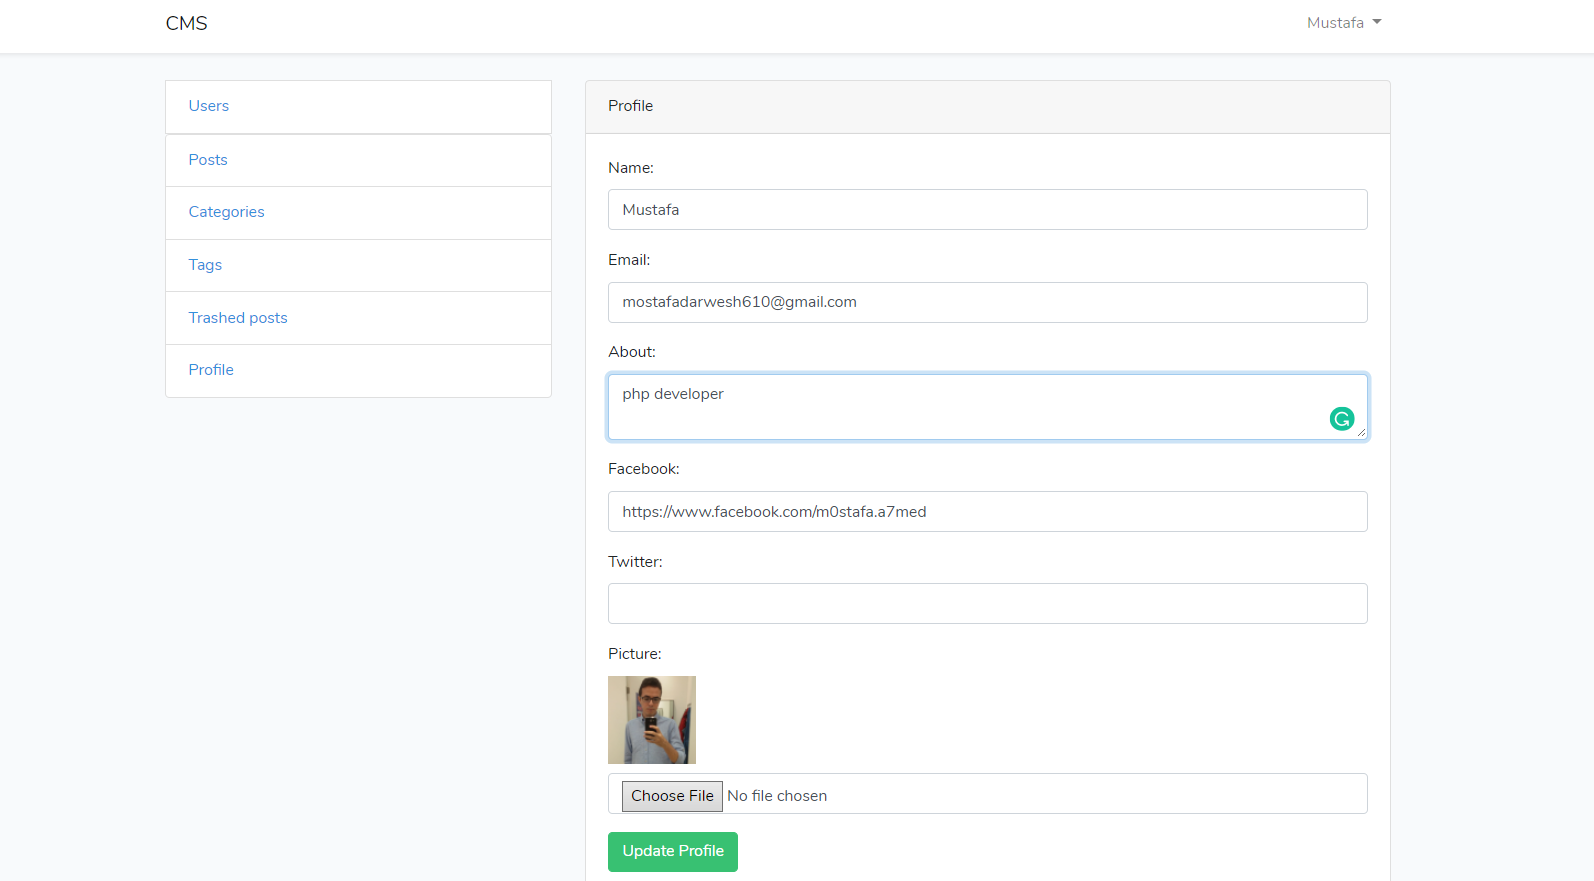 CMS
Mustafa
Users
Posts
Categories
Tags
Trashed posts
Profile
Profile
Name:
Mustafa
Email:
mostafadarwesh610@gmail.com
About:
php developer
Facebook:
https://www.facebook.com/m0stafa.a7med
Twitter:
Picture:
Choose File No file chosen
Update Profile